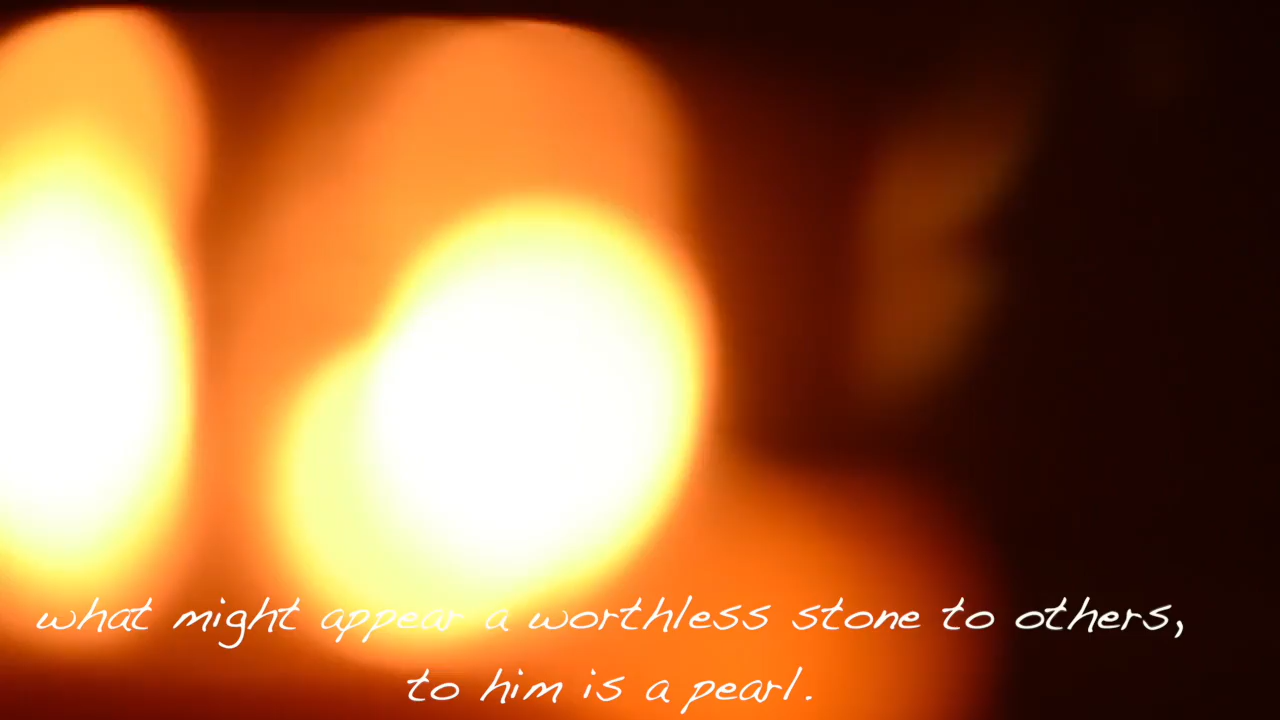 what might appear a worthless stone to others,
to him is a pearl.